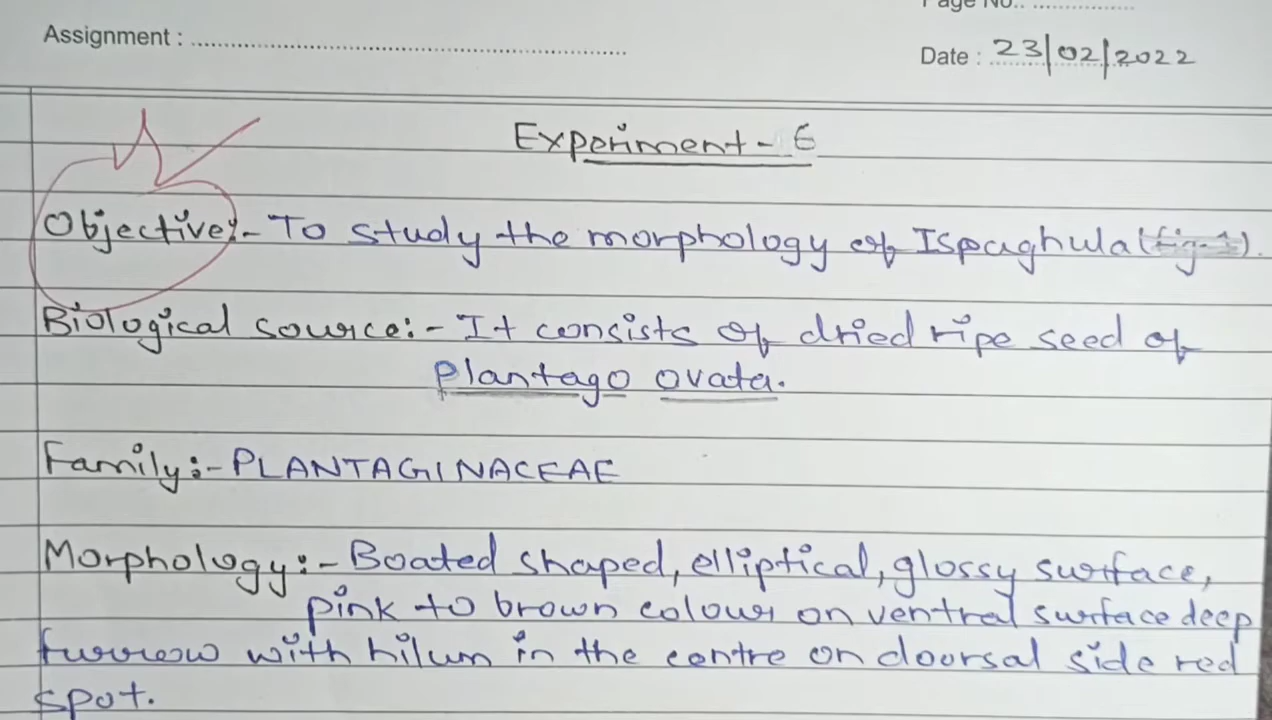 Page No.. ..................
Assignment : ..................................................................
Date : 23/02/2022
Experiment - 6
Objective:- To study the morphology of Ispaghula (fig-1).
Biological source:- It consists of dried ripe seed of
Plantago ovata.
Family:- PLANTAGINACEAE
Morphology:- Boated shaped, elliptical, glossy surface,
pink to brown colour on ventral surface deep
furrow with hilum in the centre on doorsal side red
spot.